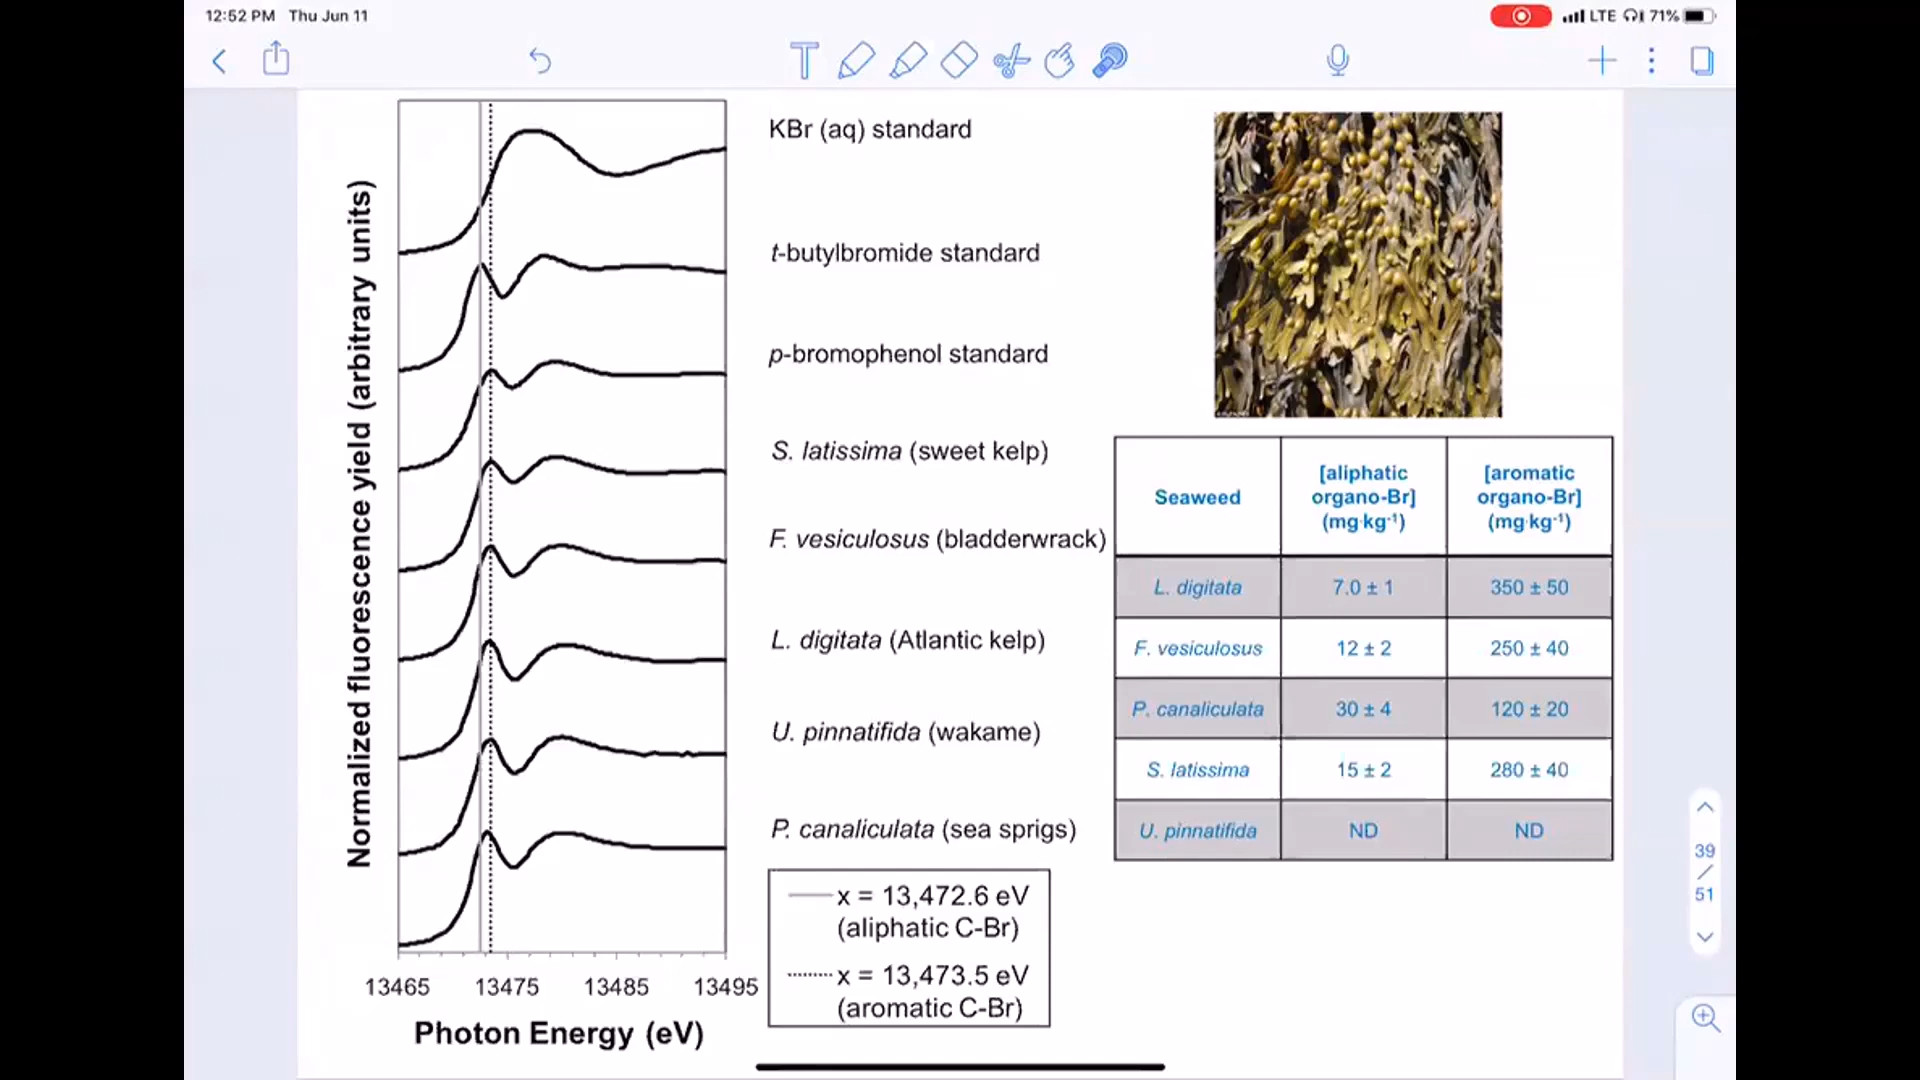 12:52 PM Thu Jun 11
LTE 71%
Normalized fluorescence yield (arbitrary units)
KBr (aq) standard
t-butylbromide standard
p-bromophenol standard
S. latissima (sweet kelp)
F. vesiculosus (bladderwrack)
L. digitata (Atlantic kelp)
U. pinnatifida (wakame)
P. canaliculata (sea sprigs)
x = 13,472.6 eV
(aliphatic C-Br)
x = 13,473.5 eV
(aromatic C-Br)
13465 13475 13485 13495
Photon Energy (eV)
Seaweed
[aliphatic
organo-Br]
(mg·kg⁻¹)
[aromatic
organo-Br]
(mg·kg⁻¹)
L. digitata 7.0 ± 1 350 ± 50
F. vesiculosus 12 ± 2 250 ± 40
P. canaliculata 30 ± 4 120 ± 20
S. latissima 15 ± 2 280 ± 40
U. pinnatifida ND ND
39
/
51